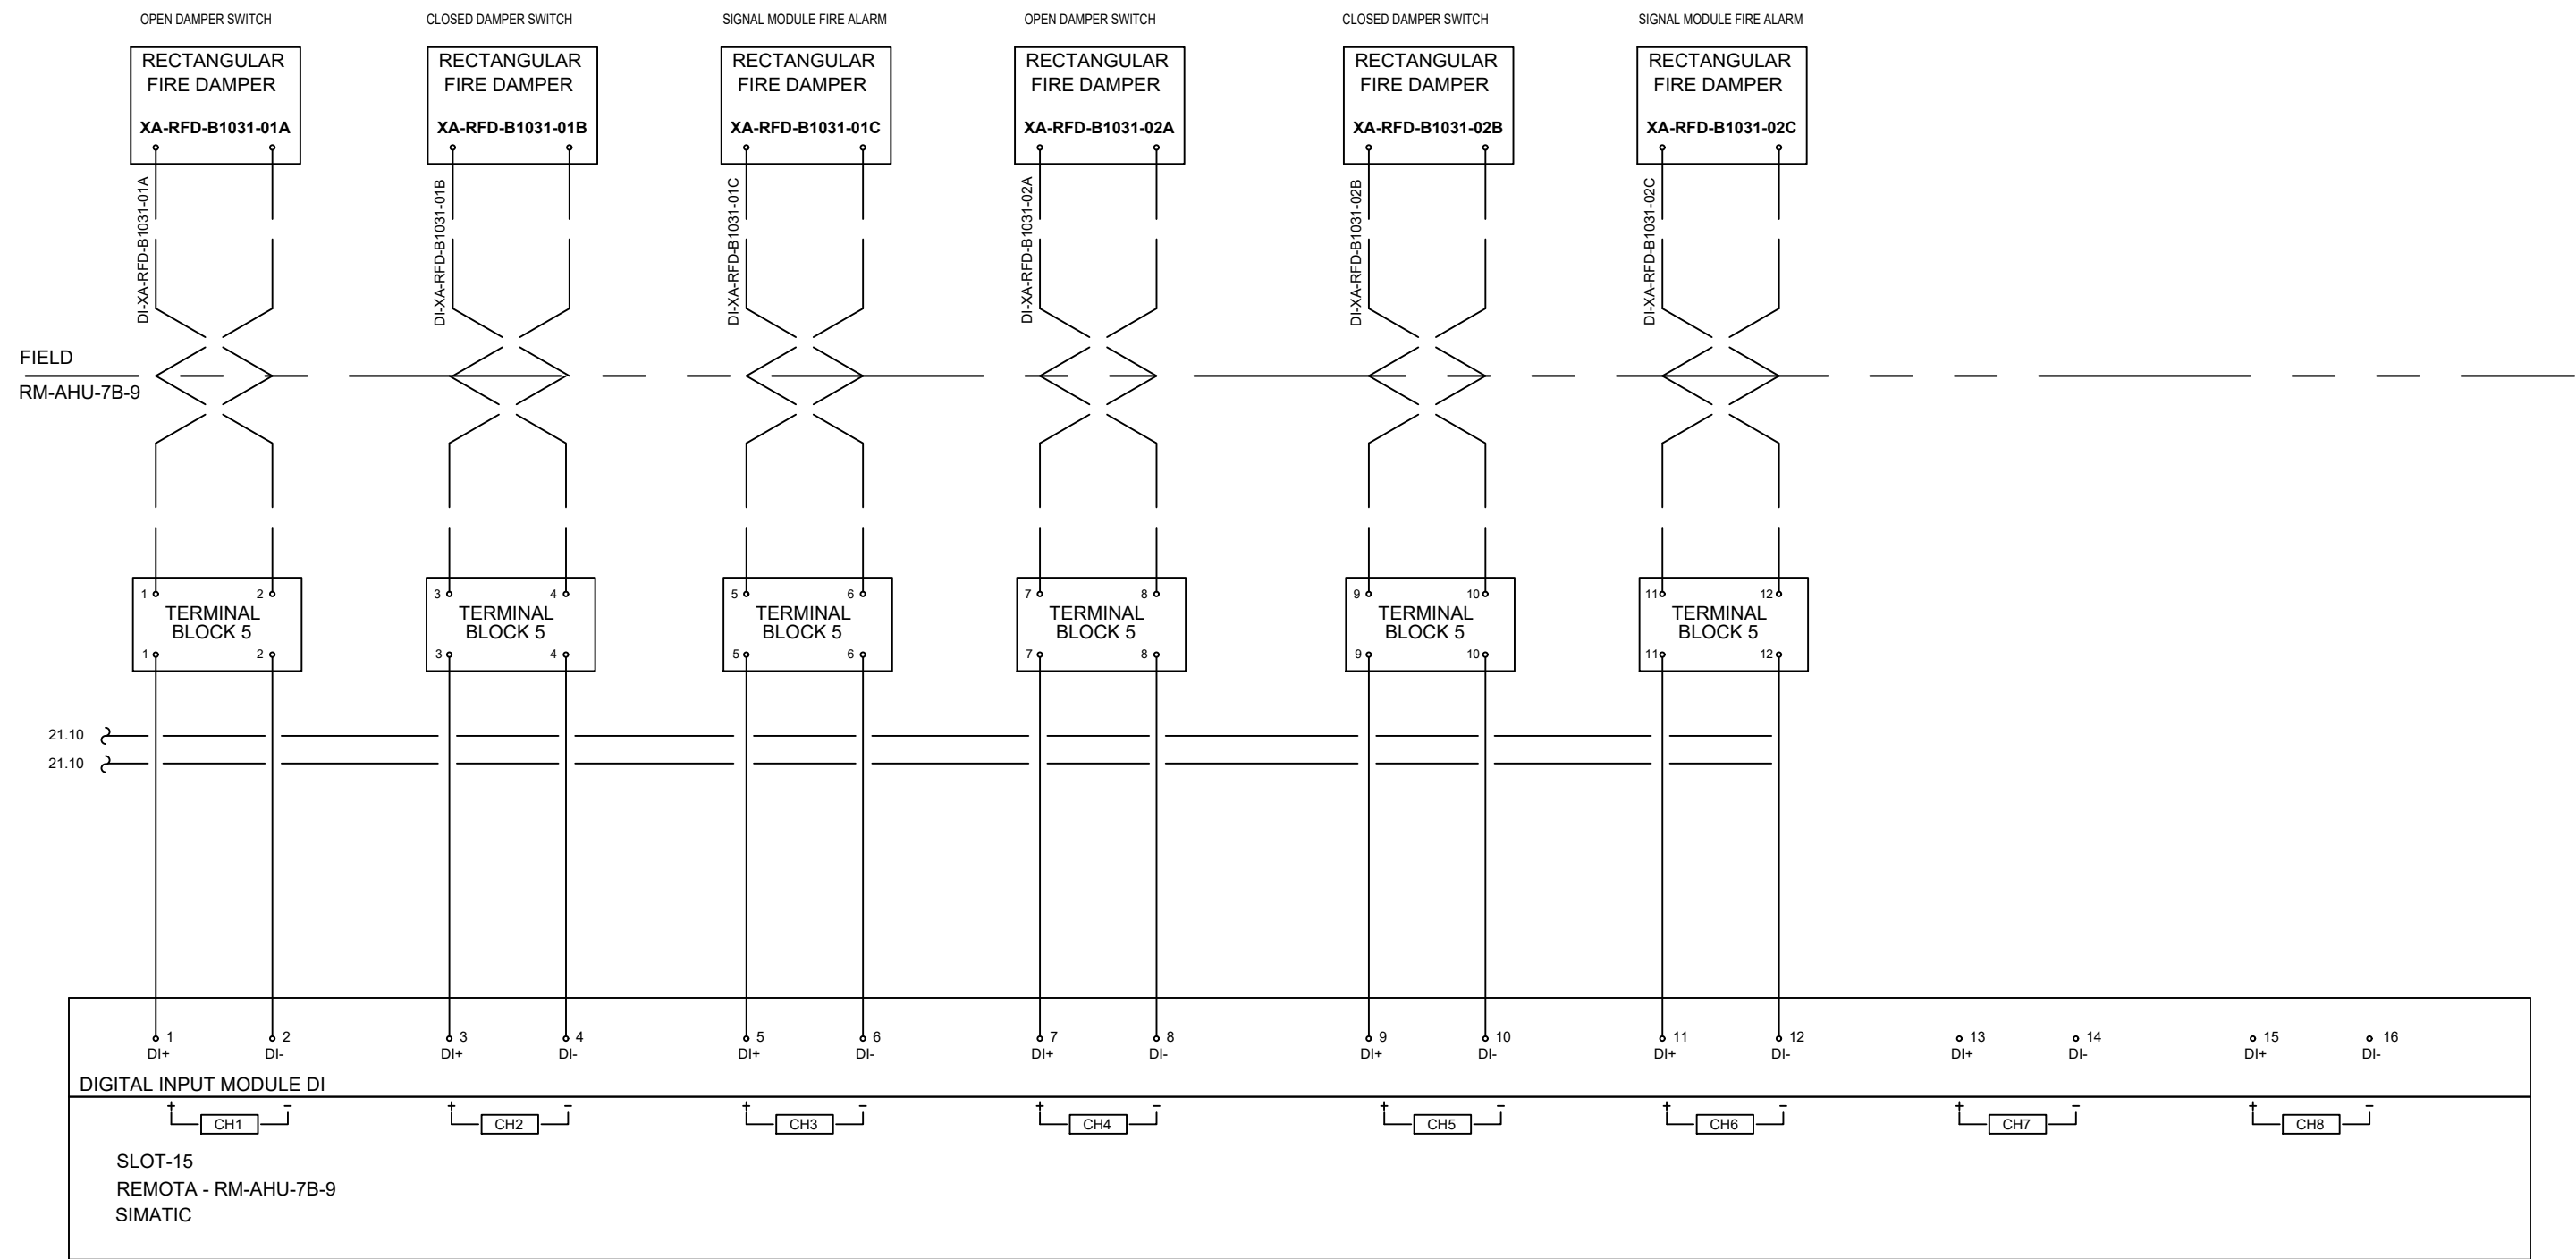 OPEN DAMPER SWITCH
CLOSED DAMPER SWITCH
SIGNAL MODULE FIRE ALARM
OPEN DAMPER SWITCH
CLOSED DAMPER SWITCH
SIGNAL MODULE FIRE ALARM
RECTANGULAR
FIRE DAMPER
XA-RFD-B1031-01A
RECTANGULAR
FIRE DAMPER
XA-RFD-B1031-01B
RECTANGULAR
FIRE DAMPER
XA-RFD-B1031-01C
RECTANGULAR
FIRE DAMPER
XA-RFD-B1031-02A
RECTANGULAR
FIRE DAMPER
XA-RFD-B1031-02B
RECTANGULAR
FIRE DAMPER
XA-RFD-B1031-02C
DI-XA-RFD-B1031-01A
DI-XA-RFD-B1031-01B
DI-XA-RFD-B1031-01C
DI-XA-RFD-B1031-02A
DI-XA-RFD-B1031-02B
DI-XA-RFD-B1031-02C
FIELD
RM-AHU-7B-9
1 2
TERMINAL
BLOCK 5
1 2
3 4
TERMINAL
BLOCK 5
3 4
5 6
TERMINAL
BLOCK 5
5 6
7 8
TERMINAL
BLOCK 5
7 8
9 10
TERMINAL
BLOCK 5
9 10
11 12
TERMINAL
BLOCK 5
11 12
21.10
21.10
1 2 3 4 5 6 7 8 9 10 11 12 13 14 15 16
DI+ DI- DI+ DI- DI+ DI- DI+ DI- DI+ DI- DI+ DI- DI+ DI- DI+ DI-
DIGITAL INPUT MODULE DI
+ − + − + − + − + − + − + − + −
CH1 CH2 CH3 CH4 CH5 CH6 CH7 CH8
SLOT-15
REMOTA - RM-AHU-7B-9
SIMATIC